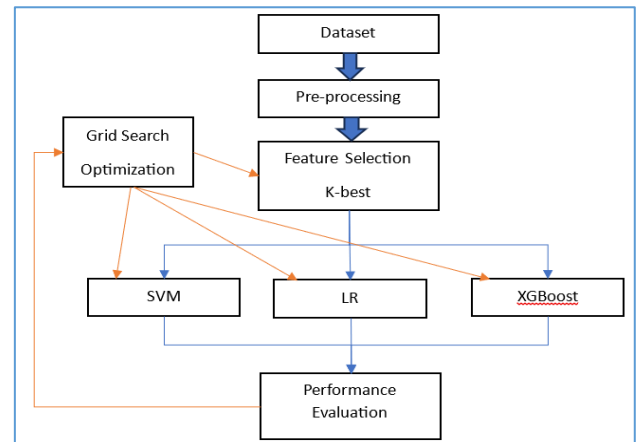 Dataset
Pre-processing
Grid Search
Optimization
Feature Selection
K-best
SVM
LR
XGBoost
Performance
Evaluation